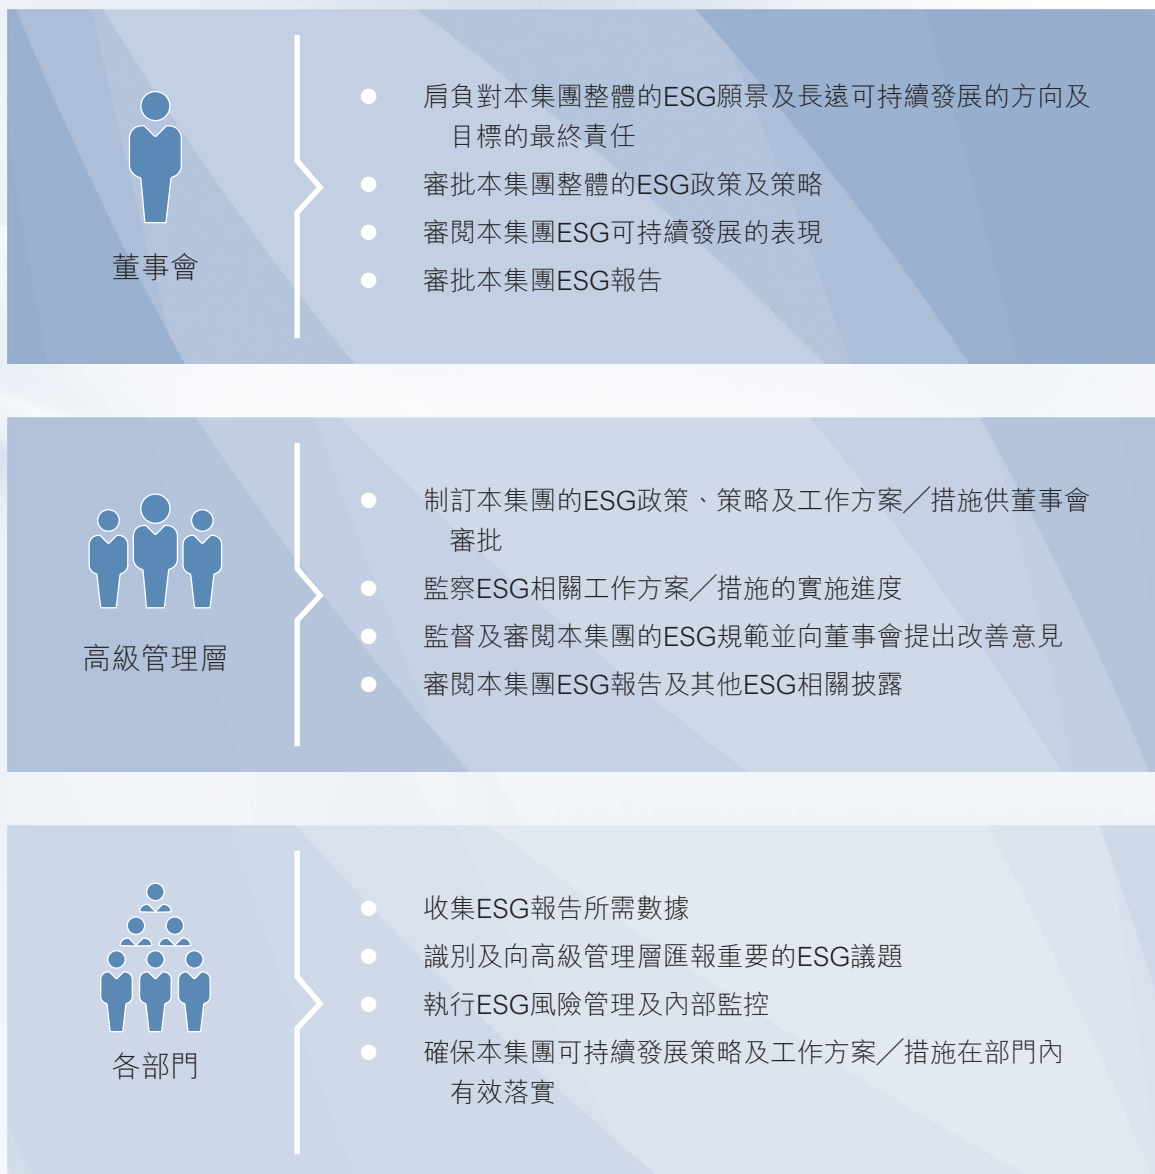 董事會
● 肩負對本集團整體的ESG願景及長遠可持續發展的方向及
目標的最終責任
● 審批本集團整體的ESG政策及策略
● 審閱本集團ESG可持續發展的表現
● 審批本集團ESG報告
高級管理層
● 制訂本集團的ESG政策、策略及工作方案╱措施供董事會
審批
● 監察ESG相關工作方案╱措施的實施進度
● 監督及審閱本集團的ESG規範並向董事會提出改善意見
● 審閱本集團ESG報告及其他ESG相關披露
各部門
● 收集ESG報告所需數據
● 識別及向高級管理層匯報重要的ESG議題
● 執行ESG風險管理及內部監控
● 確保本集團可持續發展策略及工作方案╱措施在部門內
有效落實